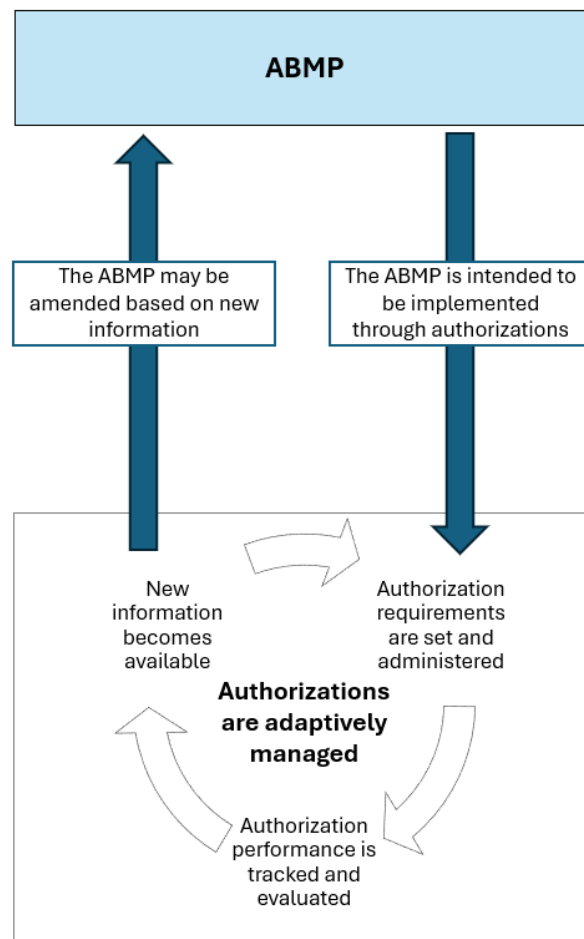 ABMP
The ABMP may be
amended based on new
information
The ABMP is intended to
be implemented
through authorizations
New
information
becomes
available
Authorization
requirements
are set and
administered
Authorizations
are adaptively
managed
Authorization
performance is
tracked and
evaluated